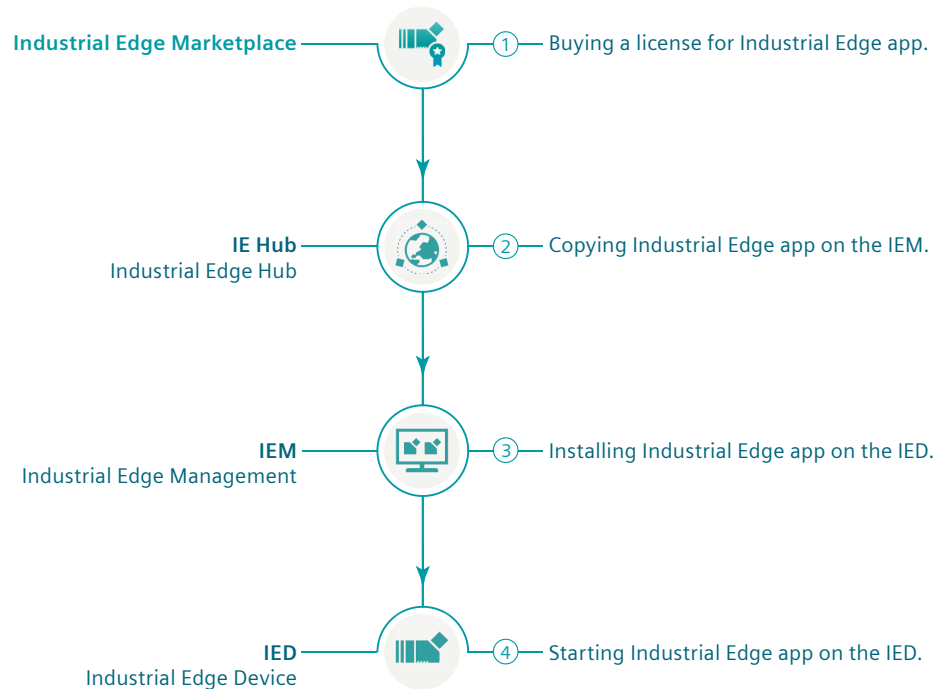 Industrial Edge Marketplace
1
Buying a license for Industrial Edge app.
IE Hub
Industrial Edge Hub
2
Copying Industrial Edge app on the IEM.
IEM
Industrial Edge Management
3
Installing Industrial Edge app on the IED.
IED
Industrial Edge Device
4
Starting Industrial Edge app on the IED.